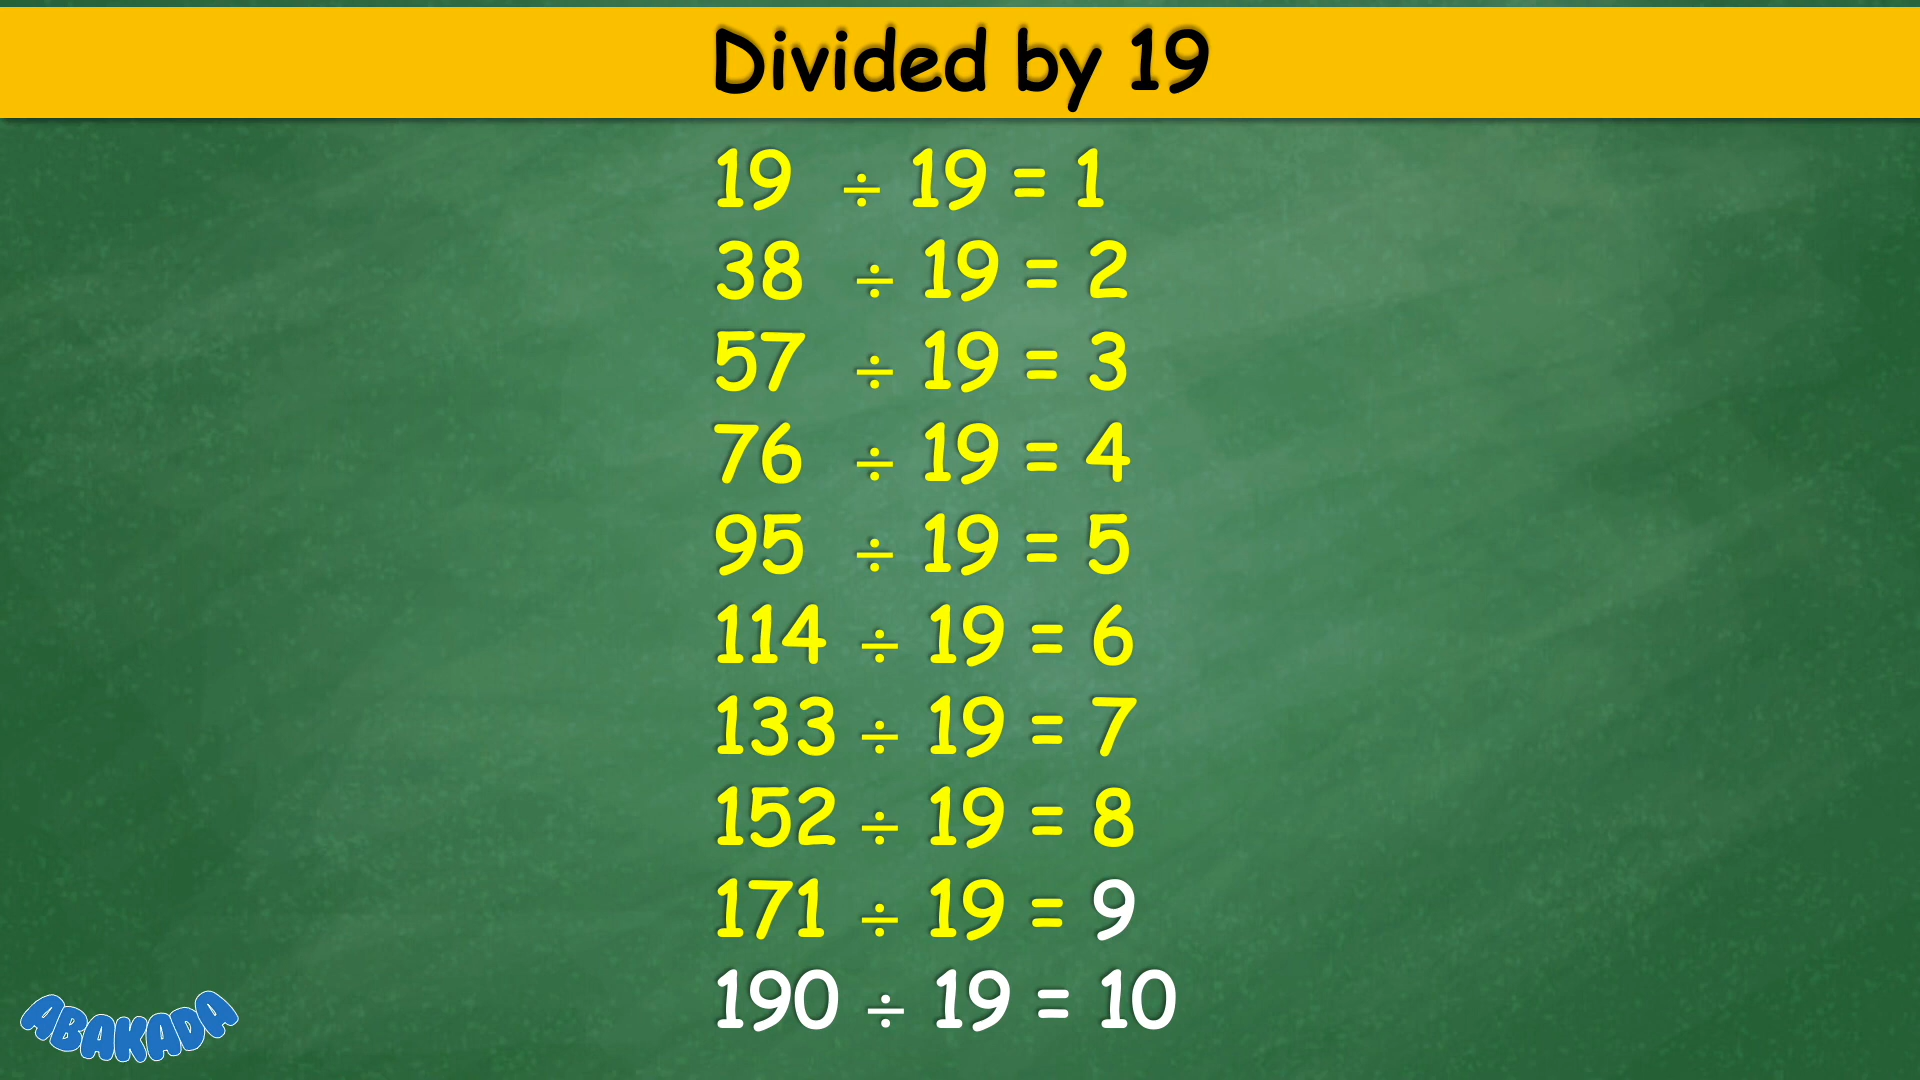 Divided by 19
19 ÷ 19 = 1
38 ÷ 19 = 2
57 ÷ 19 = 3
76 ÷ 19 = 4
95 ÷ 19 = 5
114 ÷ 19 = 6
133 ÷ 19 = 7
152 ÷ 19 = 8
171 ÷ 19 = 9
190 ÷ 19 = 10
ABAKADA